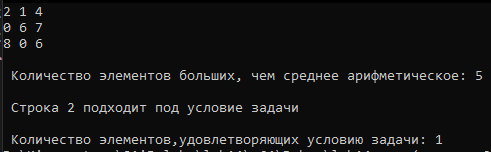 2 1 4
0 6 7
8 0 6
Количество элементов больших, чем среднее арифметическое: 5
Строка 2 подходит под условие задачи
Количество элементов,удовлетворяющих условию задачи: 1